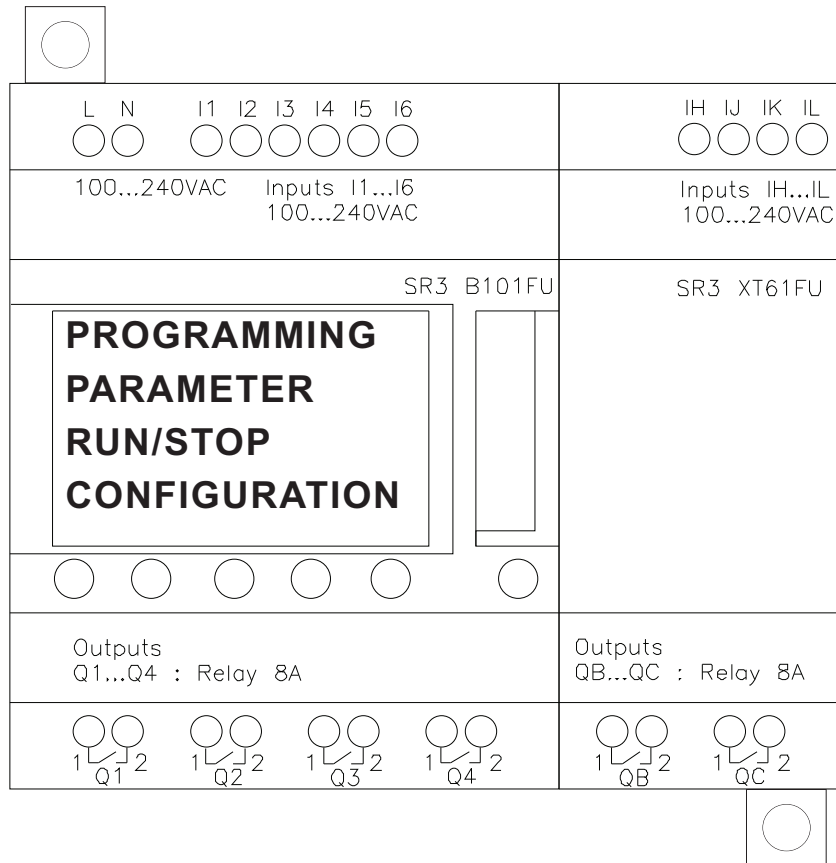 L N I1 I2 I3 I4 I5 I6
IH IJ IK IL
100...240VAC Inputs I1...I6
100...240VAC
Inputs IH...IL
100...240VAC
SR3 B101FU
SR3 XT61FU
PROGRAMMING
PARAMETER
RUN/STOP
CONFIGURATION
Outputs
Q1...Q4 : Relay 8A
Outputs
QB...QC : Relay 8A
1 2 1 2 1 2 1 2
Q1 Q2 Q3 Q4
1 2 1 2
QB QC